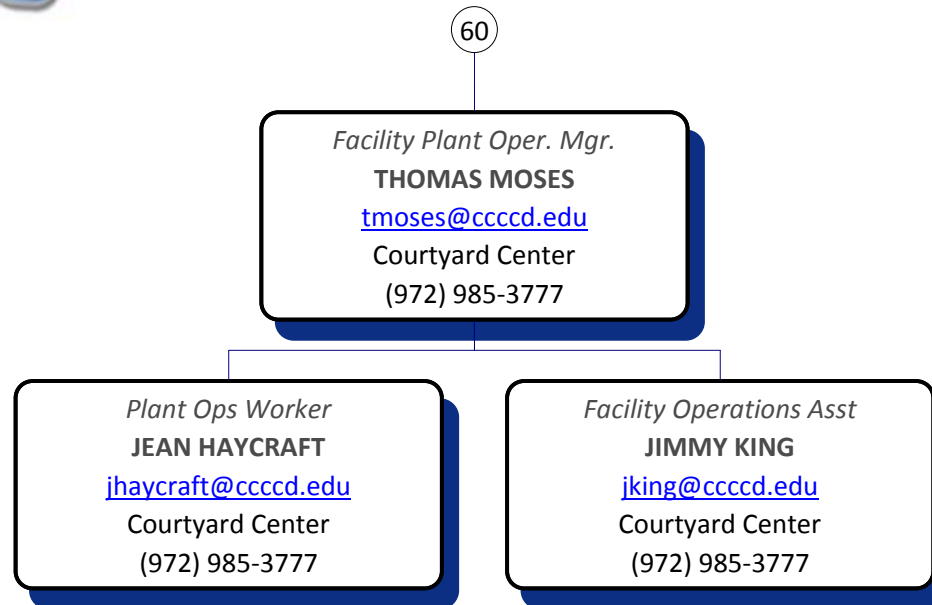 60
Facility Plant Oper. Mgr.
THOMAS MOSES
tmoses@ccccd.edu
Courtyard Center
(972) 985-3777
Plant Ops Worker
JEAN HAYCRAFT
jhaycraft@ccccd.edu
Courtyard Center
(972) 985-3777
Facility Operations Asst
JIMMY KING
jking@ccccd.edu
Courtyard Center
(972) 985-3777